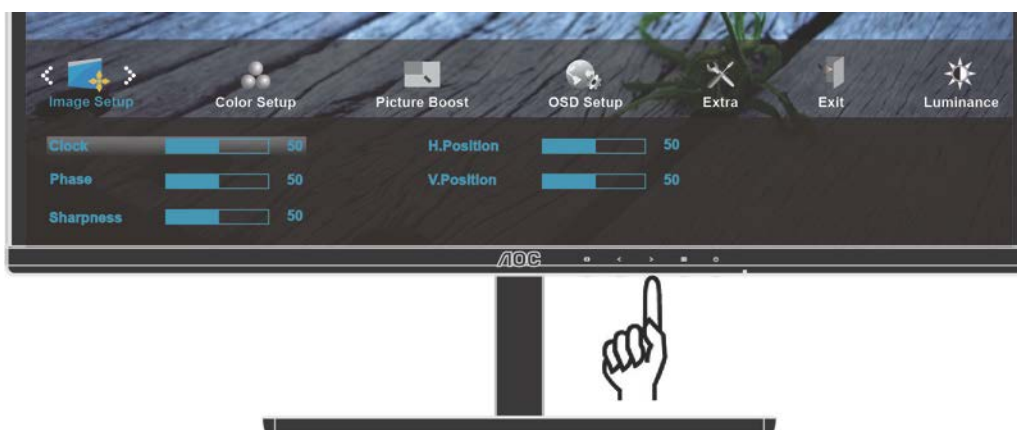 Image Setup Color Setup Picture Boost OSD Setup Extra Exit Luminance
Clock 50 H.Position 50
Phase 50 V.Position 50
Sharpness 50
AOC